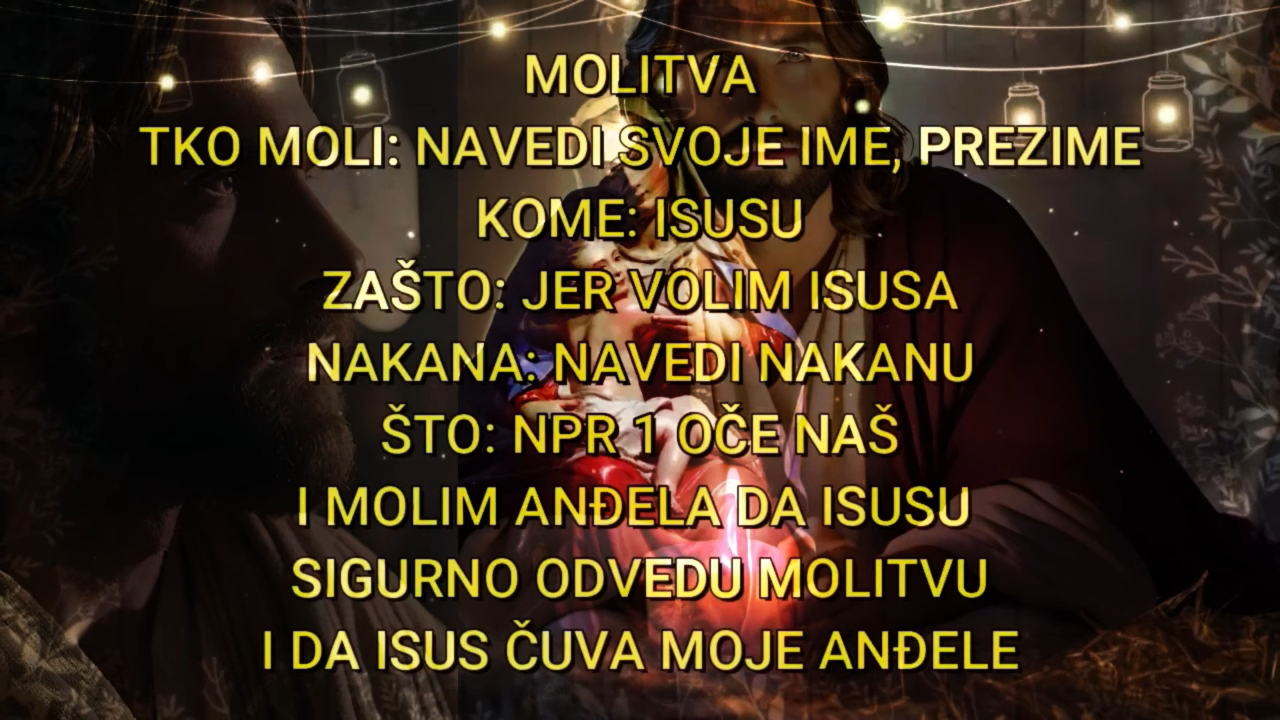 MOLITVA
TKO MOLI: NAVEDI SVOJE IME, PREZIME
KOME: ISUSU
ZAŠTO: JER VOLIM ISUSA
NAKANA: NAVEDI NAKANU
ŠTO: NPR 1 OČE NAŠ
I MOLIM ANĐELA DA ISUSU
SIGURNO ODVEDU MOLITVU
I DA ISUS ČUVA MOJE ANĐELE